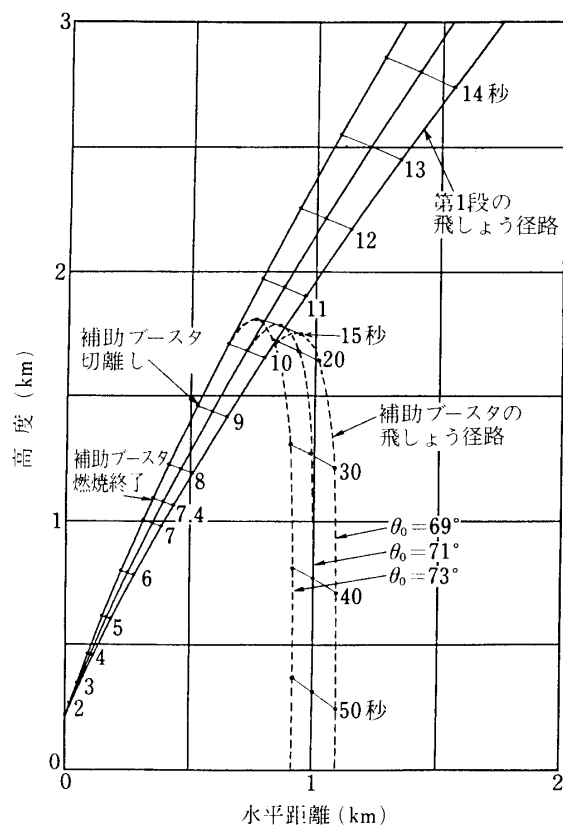 3
2
1
0
0
1
2
高度(km)
水平距離(km)
14秒
13
第1段の
飛しょう径路
12
11
補助ブースタ
切離し
15秒
10
20
9
補助ブースタの
飛しょう径路
補助ブースタ
燃焼終了
8
30
7.4
7
θ₀=69°
θ₀=71°
θ₀=73°
6
40
5
4
3
2
50秒